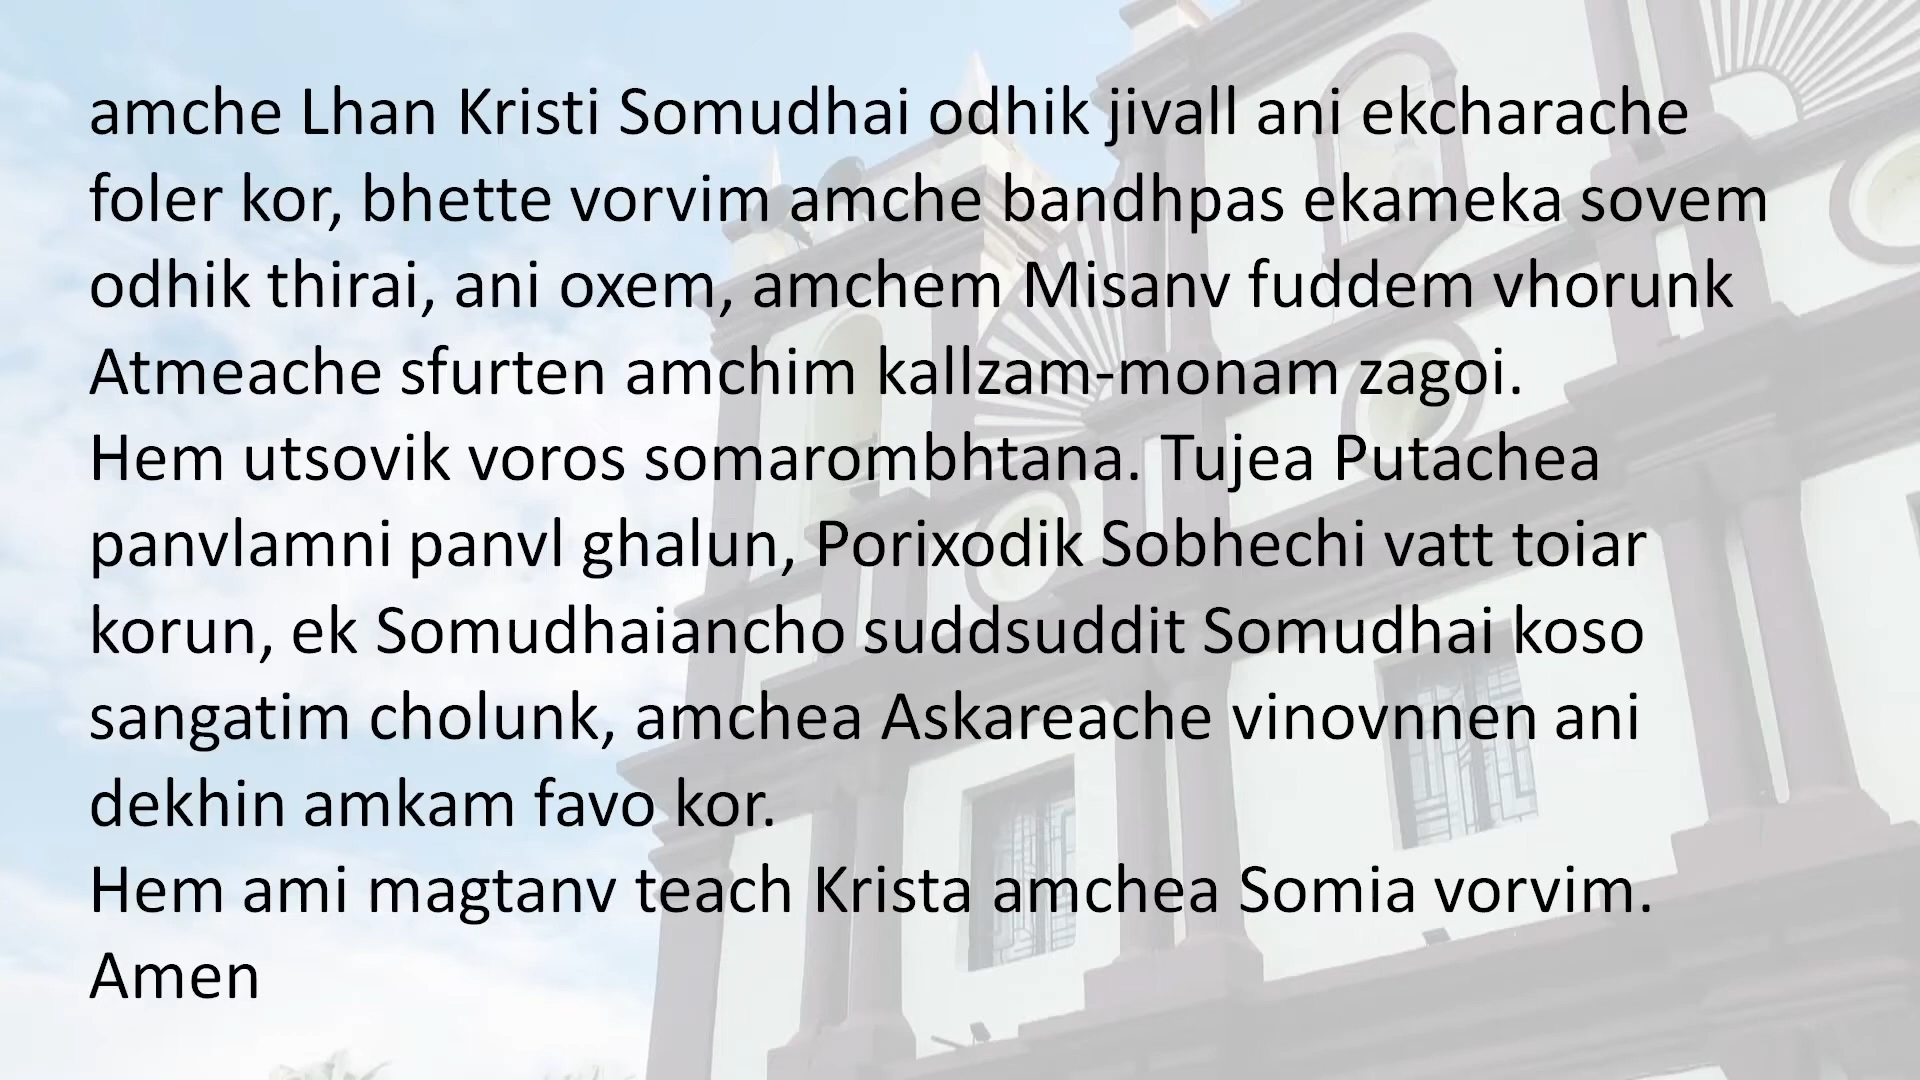 amche Lhan Kristi Somudhai odhik jivall ani ekcharache
foler kor, bhette vorvim amche bandhpas ekameka sovem
odhik thirai, ani oxem, amchem Misanv fuddem vhorunk
Atmeache sfurten amchim kallzam-monam zagoi.
Hem utsovik voros somarombhtana. Tujea Putachea
panvlamni panvl ghalun, Porixodik Sobhechi vatt toiar
korun, ek Somudhaiancho suddsuddit Somudhai koso
sangatim cholunk, amchea Askareache vinovnnen ani
dekhin amkam favo kor.
Hem ami magtanv teach Krista amchea Somia vorvim.
Amen